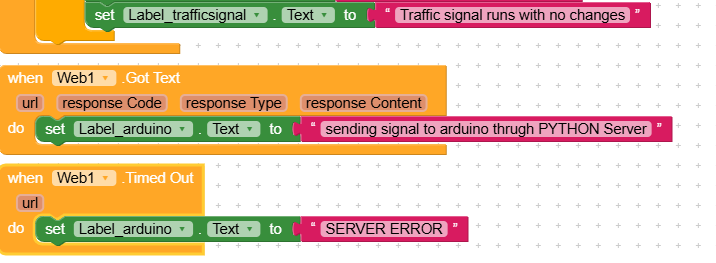 set Label_trafficsignal . Text to " Traffic signal runs with no changes "
when Web1 .Got Text
url response Code response Type response Content
do set Label_arduino . Text to " sending signal to arduino thrugh PYTHON Server "
when Web1 .Timed Out
url
do set Label_arduino . Text to " SERVER ERROR "